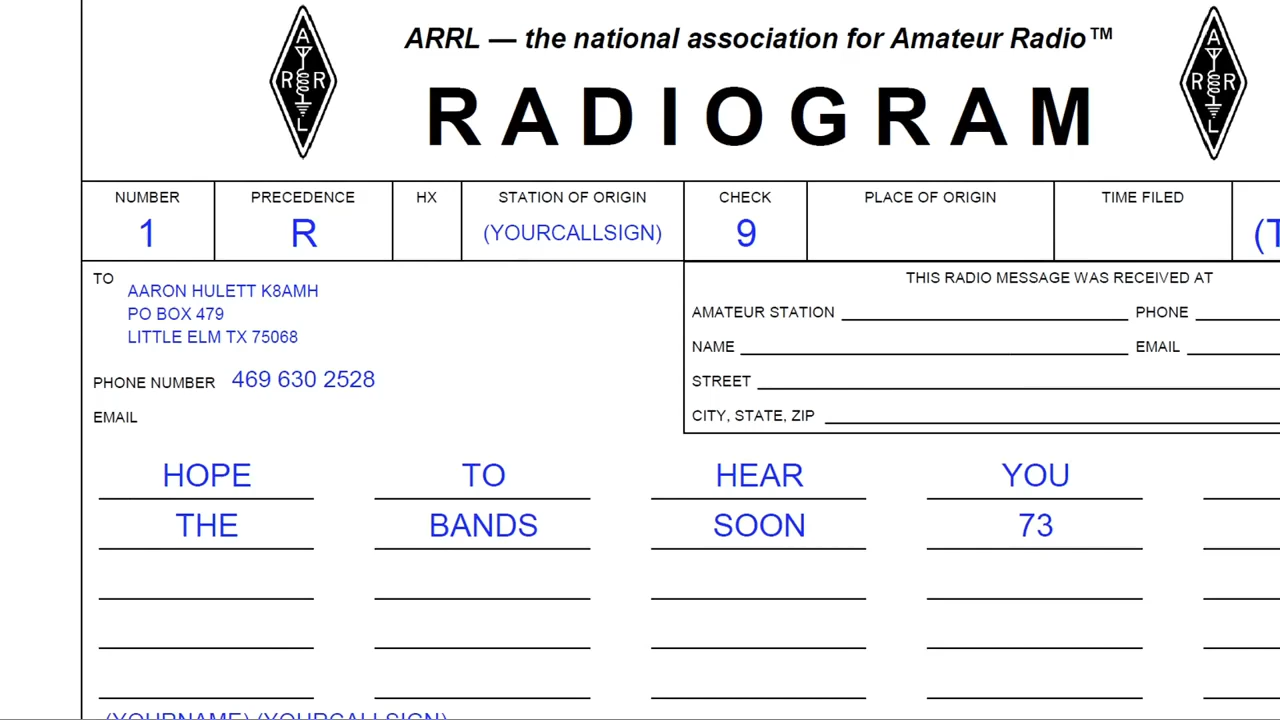 ARRL — the national association for Amateur Radio™
RADIOGRAM
NUMBER PRECEDENCE HX STATION OF ORIGIN CHECK PLACE OF ORIGIN TIME FILED
1 R (YOURCALLSIGN) 9 (T
TO
AARON HULETT K8AMH
PO BOX 479
LITTLE ELM TX 75068
PHONE NUMBER 469 630 2528
EMAIL
THIS RADIO MESSAGE WAS RECEIVED AT
AMATEUR STATION PHONE
NAME EMAIL
STREET
CITY, STATE, ZIP
HOPE TO HEAR YOU
THE BANDS SOON 73
(YOURNAME) (YOURCALLSIGN)